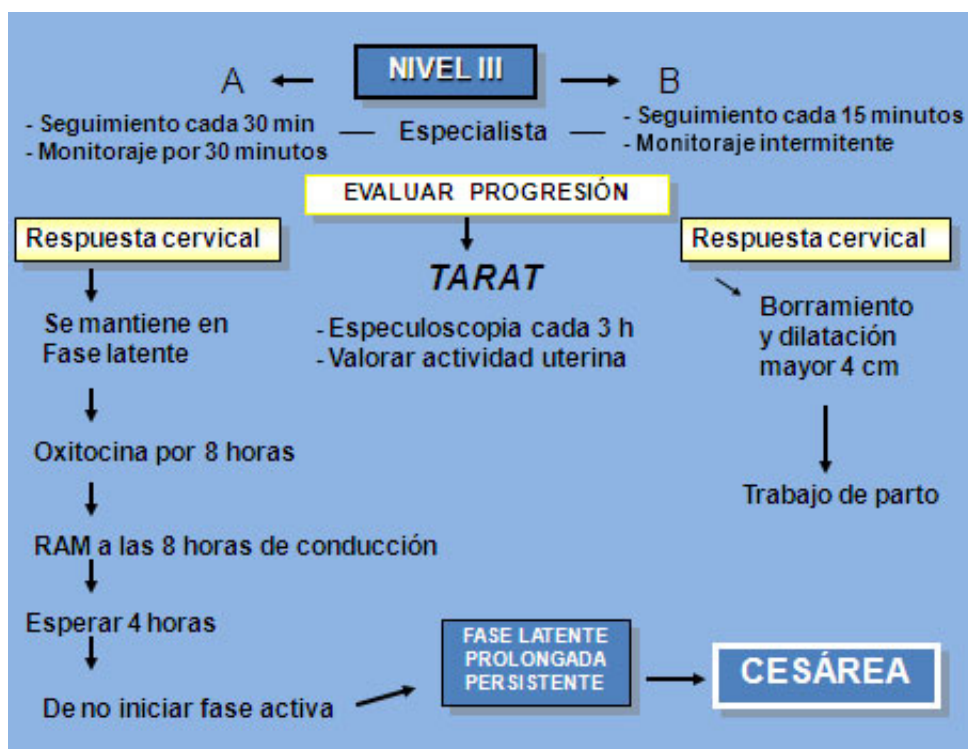 NIVEL III
A
B
- Seguimiento cada 30 min
- Monitoraje por 30 minutos
Especialista
- Seguimiento cada 15 minutos
- Monitoraje intermitente
EVALUAR PROGRESIÓN
Respuesta cervical
Se mantiene en
Fase latente
Oxitocina por 8 horas
RAM a las 8 horas de conducción
Esperar 4 horas
De no iniciar fase activa
TARAT
- Especuloscopia cada 3 h
- Valorar actividad uterina
Respuesta cervical
Borramiento
y dilatación
mayor 4 cm
Trabajo de parto
FASE LATENTE
PROLONGADA
PERSISTENTE
CESÁREA